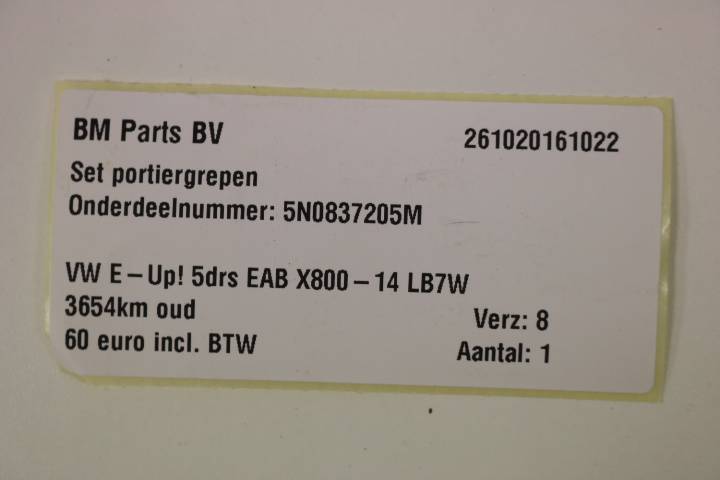 BM Parts BV 261020161022
Set portiergrepen
Onderdeelnummer: 5N0837205M
VW E-Up! 5drs EAB X800-14 LB7W
3654km oud Verz: 8
60 euro incl. BTW Aantal: 1